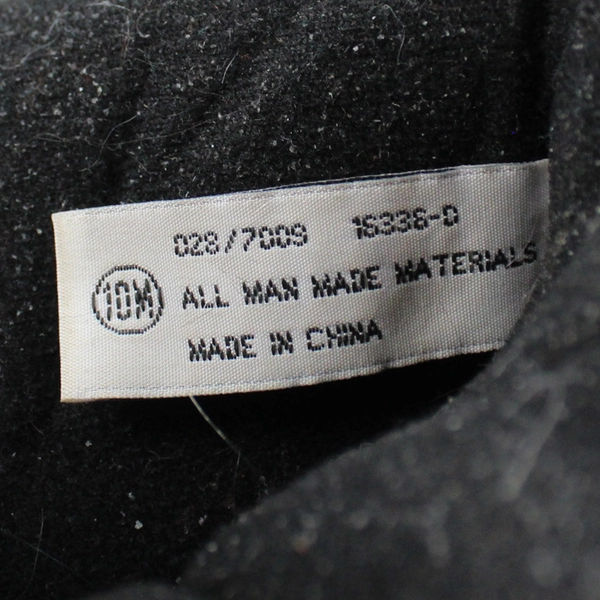 028/7009 16336-0
10M ALL MAN MADE MATERIALS
MADE IN CHINA